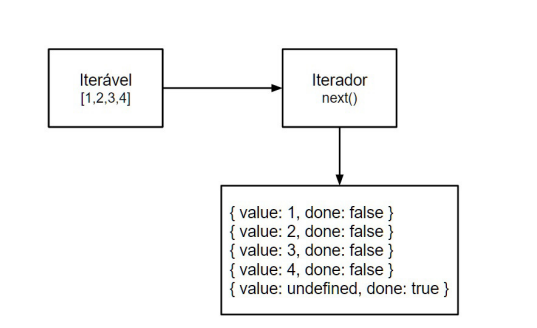 Iterável
[1,2,3,4]
Iterador
next()
{ value: 1, done: false }
{ value: 2, done: false }
{ value: 3, done: false }
{ value: 4, done: false }
{ value: undefined, done: true }